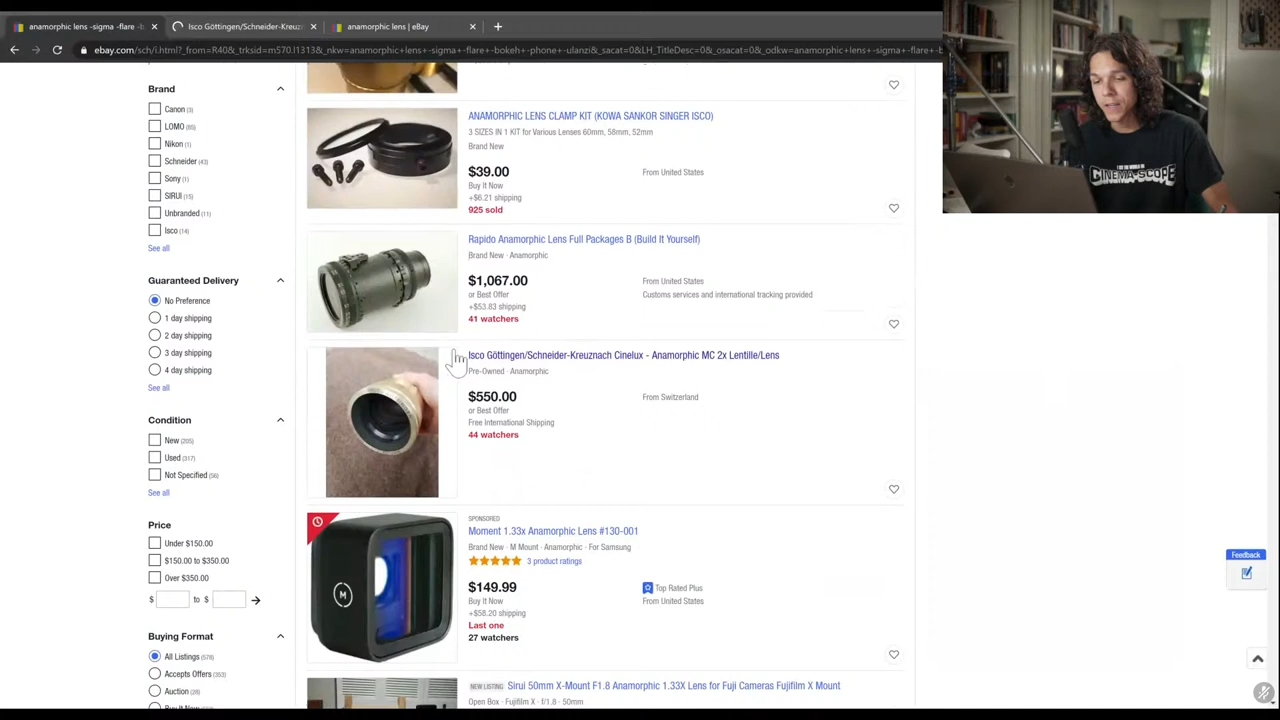 anamorphic lens -sigma -flare -b
Isco Göttingen/Schneider-Kreuzn
anamorphic lens | eBay
ebay.com/sch/i.html?_from=R40&_trksid=m570.l1313&_nkw=anamorphic+lens+-sigma+-flare+-bokeh+-phone+-ulanzi&_sacat=0&LH_TitleDesc=0&_osacat=0&_odkw=anamorphic+lens+-sigma+-flare+-b
Brand
Canon (3)
LOMO (85)
Nikon (1)
Schneider (43)
Sony (1)
SIRUI (15)
Unbranded (11)
Isco (14)
See all
Guaranteed Delivery
No Preference
1 day shipping
2 day shipping
3 day shipping
4 day shipping
See all
Condition
New (205)
Used (317)
Not Specified (56)
See all
Price
Under $150.00
$150.00 to $350.00
Over $350.00
$ to $
Buying Format
All Listings (578)
Accepts Offers (353)
Auction (28)
ANAMORPHIC LENS CLAMP KIT (KOWA SANKOR SINGER ISCO)
3 SIZES IN 1 KIT for Various Lenses 60mm, 58mm, 52mm
Brand New
$39.00
From United States
Buy It Now
+$6.21 shipping
925 sold
Rapido Anamorphic Lens Full Packages B (Build It Yourself)
Brand New · Anamorphic
$1,067.00
From United States
or Best Offer
Customs services and international tracking provided
+$53.83 shipping
41 watchers
Isco Göttingen/Schneider-Kreuznach Cinelux - Anamorphic MC 2x Lentille/Lens
Pre-Owned · Anamorphic
$550.00
From Switzerland
or Best Offer
Free International Shipping
44 watchers
SPONSORED
Moment 1.33x Anamorphic Lens #130-001
Brand New · M Mount · Anamorphic · For Samsung
3 product ratings
$149.99
Top Rated Plus
Buy It Now
From United States
+$58.20 shipping
Last one
27 watchers
NEW LISTING Sirui 50mm X-Mount F1.8 Anamorphic 1.33X Lens for Fuji Cameras Fujifilm X Mount
Open Box · Fujifilm X · f/1.8 · 50mm
Feedback
M
CINEMA-SCOPE